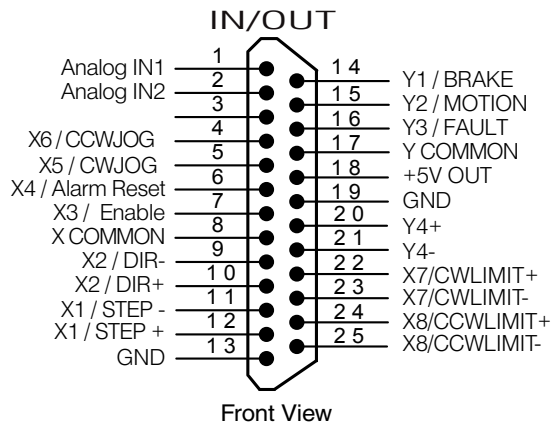 IN/OUT
Analog IN1 1
Analog IN2 2
3
X6/CCWJOG 4
X5/CWJOG 5
X4/Alarm Reset 6
X3/ Enable 7
X COMMON 8
X2/DIR- 9
X2/DIR+ 10
X1/STEP - 11
X1/STEP + 12
GND 13
14 Y1/BRAKE
15 Y2/MOTION
16 Y3/FAULT
17 Y COMMON
18 +5V OUT
19 GND
20 Y4+
21 Y4-
22 X7/CWLIMIT+
23 X7/CWLIMIT-
24 X8/CCWLIMIT+
25 X8/CCWLIMIT-
Front View